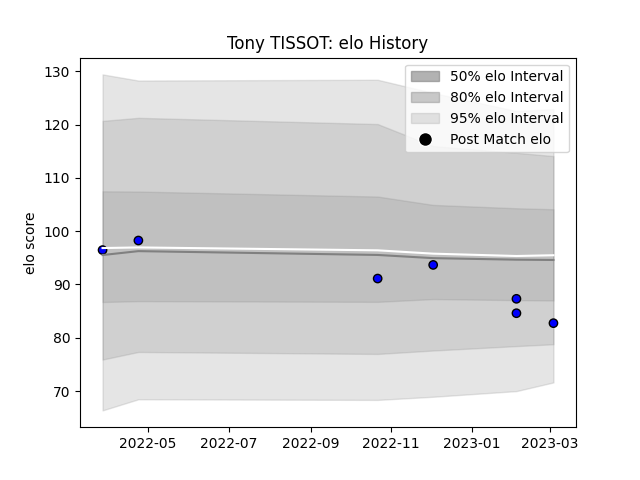 Tony TISSOT: elo History
50% elo Interval
80% elo Interval
95% elo Interval
Post Match elo
elo score
130
120
110
100
90
80
70
2022-05
2022-07
2022-09
2022-11
2023-01
2023-03